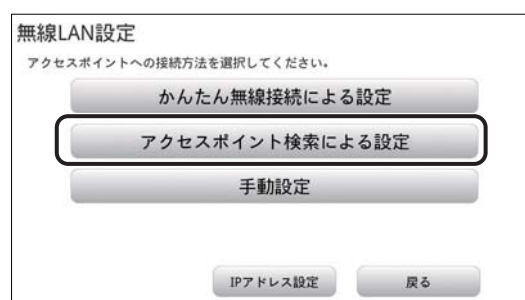 無線LAN設定
アクセスポイントへの接続方法を選択してください。
かんたん無線接続による設定
アクセスポイント検索による設定
手動設定
IPアドレス設定
戻る